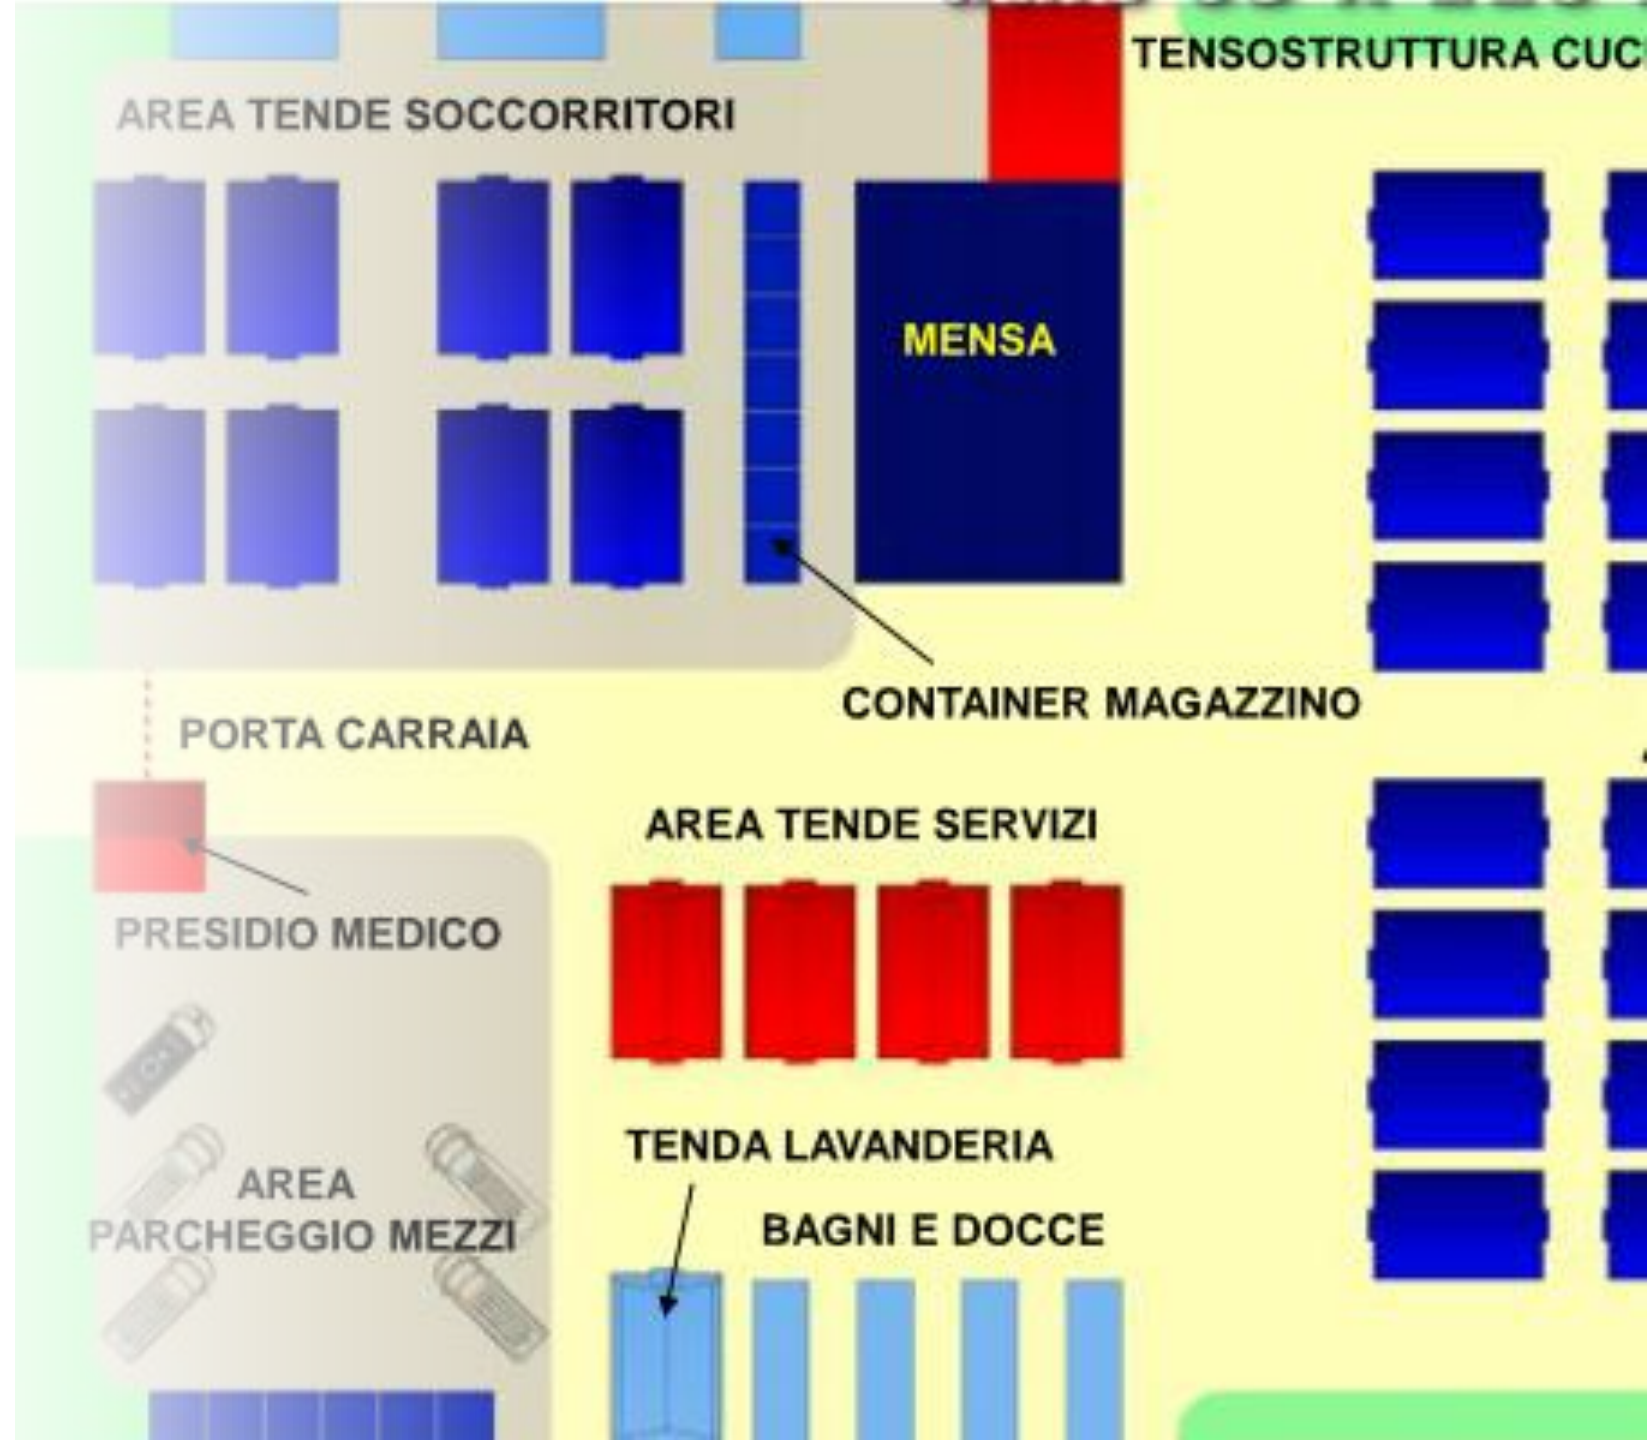 TENSOSTRUTTURA CUC
AREA TENDE SOCCORRITORI
MENSA
CONTAINER MAGAZZINO
PORTA CARRAIA
AREA TENDE SERVIZI
PRESIDIO MEDICO
TENDA LAVANDERIA
AREA
PARCHEGGIO MEZZI
BAGNI E DOCCE